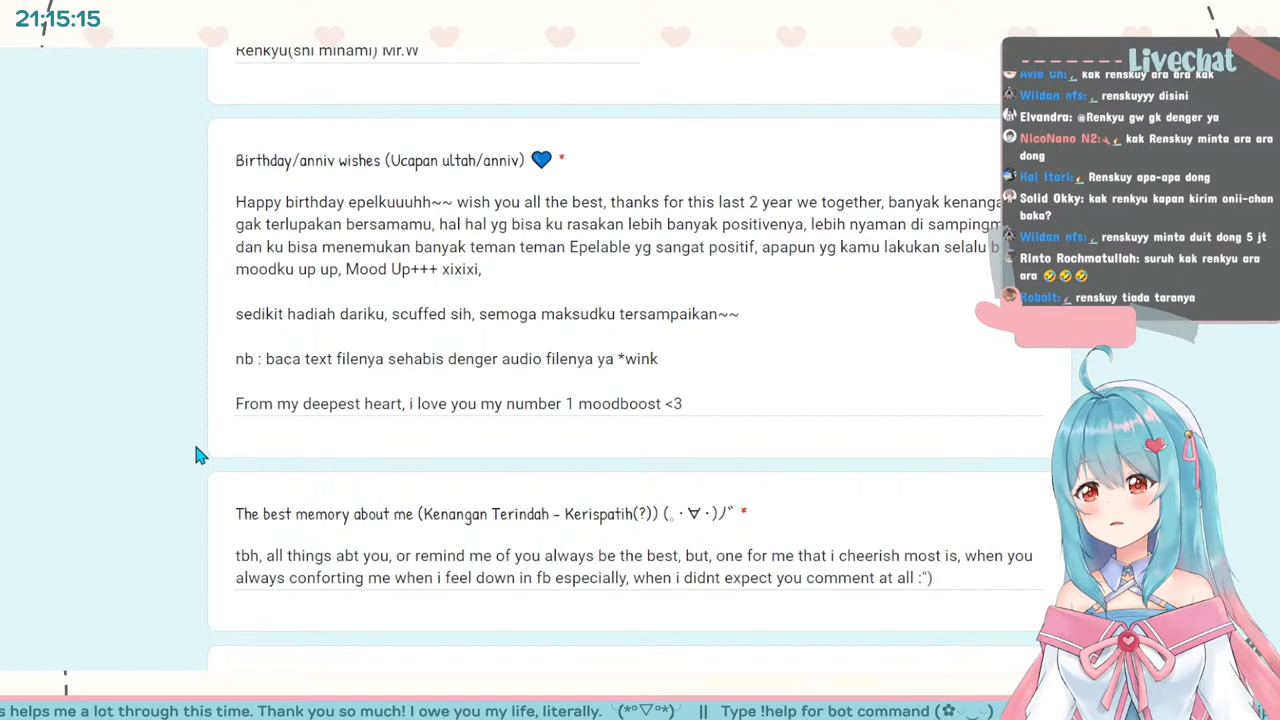 21:15:15
Renkyu(shi minami) Mr.W
Birthday/anniv wishes (Ucapan ultah/anniv) 💙 *
Happy birthday epelkuuuhh~~ wish you all the best, thanks for this last 2 year we together, banyak kenanga
gak terlupakan bersamamu, hal hal yg bisa ku rasakan lebih banyak positivenya, lebih nyaman di sampingm
dan ku bisa menemukan banyak teman teman Epelable yg sangat positif, apapun yg kamu lakukan selalu b
moodku up up, Mood Up+++ xixixi,
sedikit hadiah dariku, scuffed sih, semoga maksudku tersampaikan~~
nb : baca text filenya sehabis denger audio filenya ya *wink
From my deepest heart, i love you my number 1 moodboost <3
The best memory about me (Kenangan Terindah - Kerispatih(?)) (｡･∀･)ﾉﾞ *
tbh, all things abt you, or remind me of you always be the best, but, one for me that i cheerish most is, when you
always conforting me when i feel down in fb especially, when i didnt expect you comment at all :")
Livechat
kak renskuy ara ara kak
Wildan nfs: renskuyyy disini
Elvandra: @Renkyu gw gk denger ya
NicoNano N2: kak Renskuy minta ara ara
dong
Kai Itari: Renskuy apa-apa dong
Solid Okky: kak renkyu kapan kirim onii-chan
baka?
Wildan nfs: renskuyy minta duit dong 5 jt
Rinto Rochmatullah: suruh kak renkyu ara
ara 🤣🤣🤣
Kobolt: renskuy tiada taranya
s helps me a lot through this time. Thank you so much! I owe you my life, literally. ╰(*°▽°*)╯ || Type !help for bot command (✿◡‿◡)